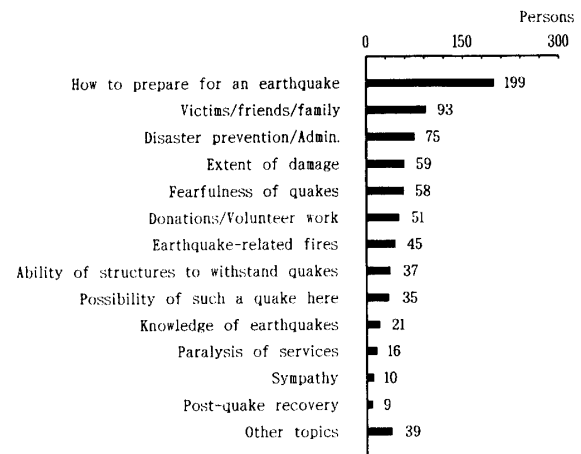 Persons
0 150 300
How to prepare for an earthquake 199
Victims/friends/family 93
Disaster prevention/Admin. 75
Extent of damage 59
Fearfulness of quakes 58
Donations/Volunteer work 51
Earthquake-related fires 45
Ability of structures to withstand quakes 37
Possibility of such a quake here 35
Knowledge of earthquakes 21
Paralysis of services 16
Sympathy 10
Post-quake recovery 9
Other topics 39